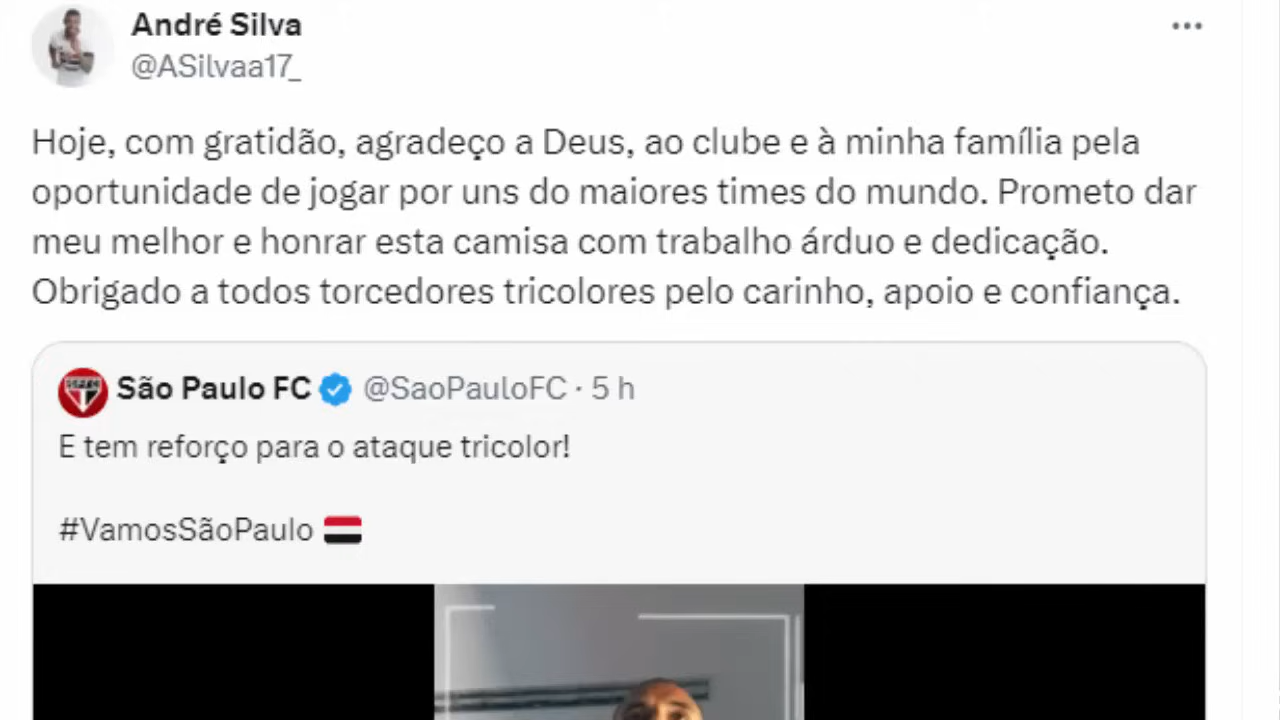 André Silva
@ASilvaa17_
Hoje, com gratidão, agradeço a Deus, ao clube e à minha família pela
oportunidade de jogar por uns do maiores times do mundo. Prometo dar
meu melhor e honrar esta camisa com trabalho árduo e dedicação.
Obrigado a todos torcedores tricolores pelo carinho, apoio e confiança.
São Paulo FC @SaoPauloFC · 5 h
E tem reforço para o ataque tricolor!
#VamosSãoPaulo